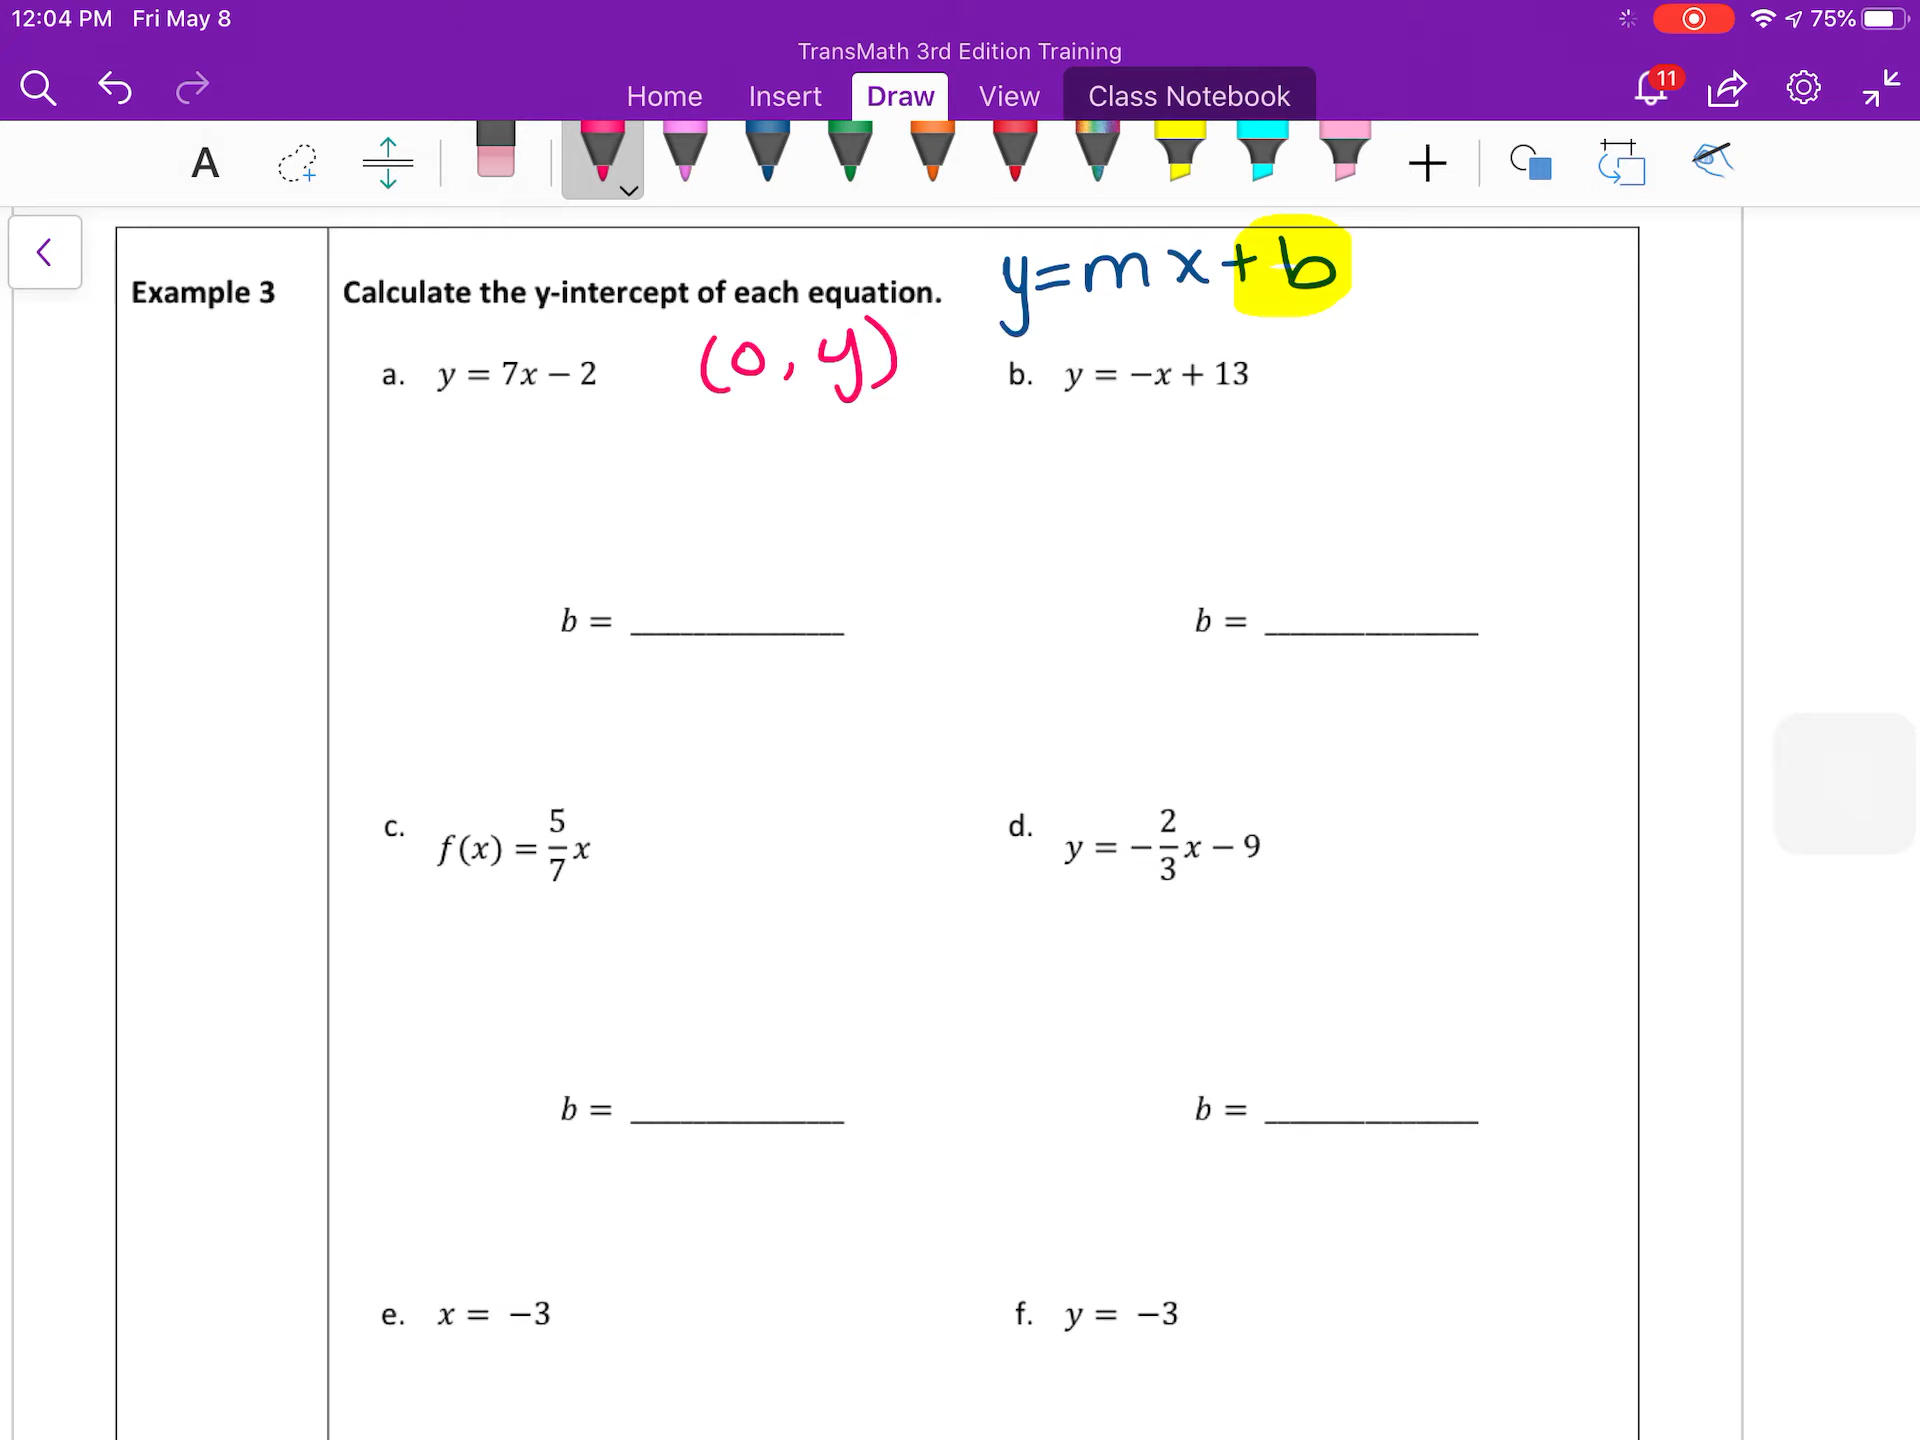 12:04 PM Fri May 8
75%
TransMath 3rd Edition Training
Home Insert Draw View Class Notebook
11
A
Example 3
Calculate the y-intercept of each equation.
y=mx+b
(0, y)
a. y = 7x − 2
b. y = −x + 13
b = ____________
b = ____________
c. f(x) = 5/7 x
d. y = − 2/3 x − 9
b = ____________
b = ____________
e. x = −3
f. y = −3